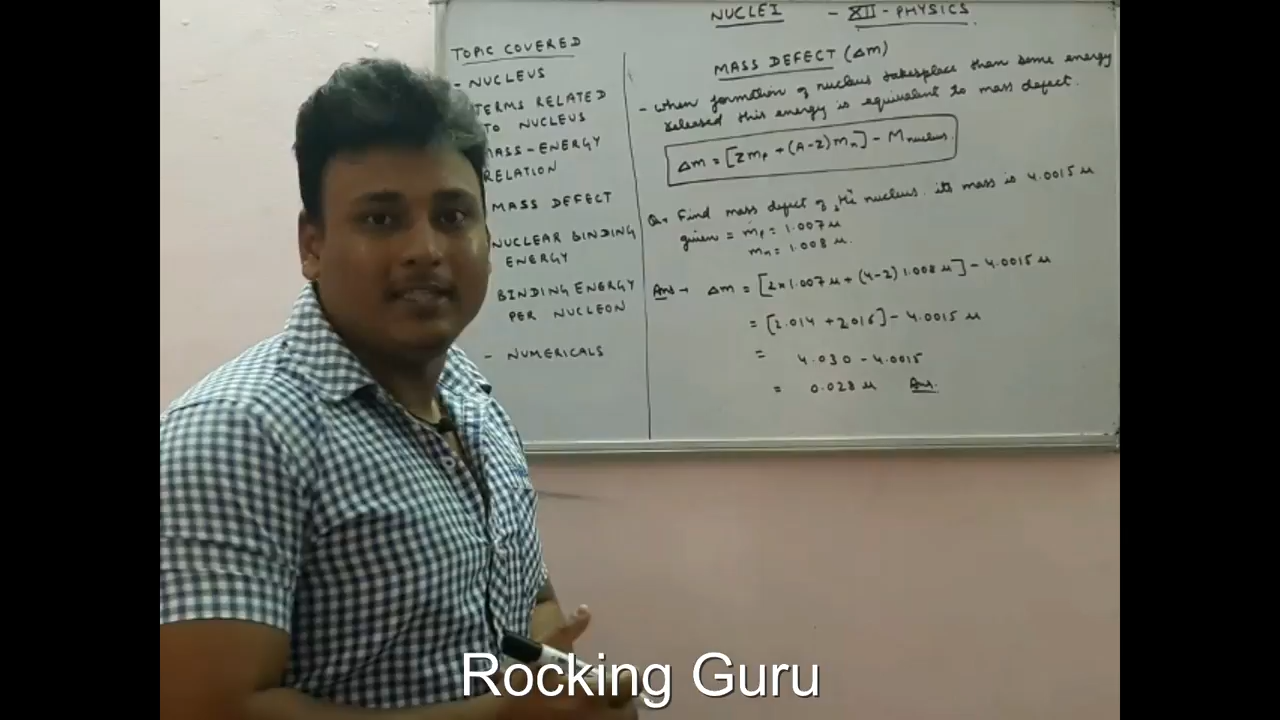 NUCLEI - XII - PHYSICS
TOPIC COVERED
- NUCLEUS
TERMS RELATED
TO NUCLEUS
MASS-ENERGY
RELATION
MASS DEFECT
NUCLEAR BINDING
ENERGY
BINDING ENERGY
PER NUCLEON
- NUMERICALS
MASS DEFECT (Δm)
- When formation of nucleus takesplace than some energy
released this energy is equivalent to mass defect.
Δm = [Zmp + (A-Z)mn] - Mnucleus
Q. Find mass defect of 2He4 nucleus. its mass is 4.0015 u
given = mp = 1.007 u
mn = 1.008 u.
Ans → Δm = [2x1.007 u + (4-2) 1.008 u] - 4.0015 u
= [2.014 + 2.016] - 4.0015 u
= 4.030 - 4.0015
= 0.028 u Ans.
Rocking Guru